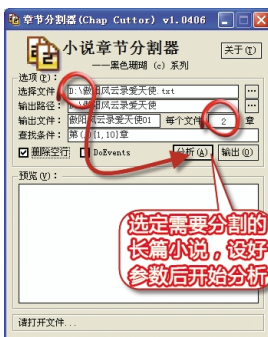 章节分割器(Chap Cuttor) v1.0406
小说章节分割器
——黑色珊瑚 (c) 系列
关于(T)
选项(P)：
选择文件 D:\傲阳风云录爱天使.txt
输出路径： D:\傲阳风云录爱天使
输出文件： 傲阳风云录爱天使01 每个文件 2 章
查找条件： 第(.)[1,10]章
删除空行 DoEvents 分析(A) 输出(O)
预览(V)：
选定需要分割的
长篇小说，设好
参数后开始分析
请打开文件...